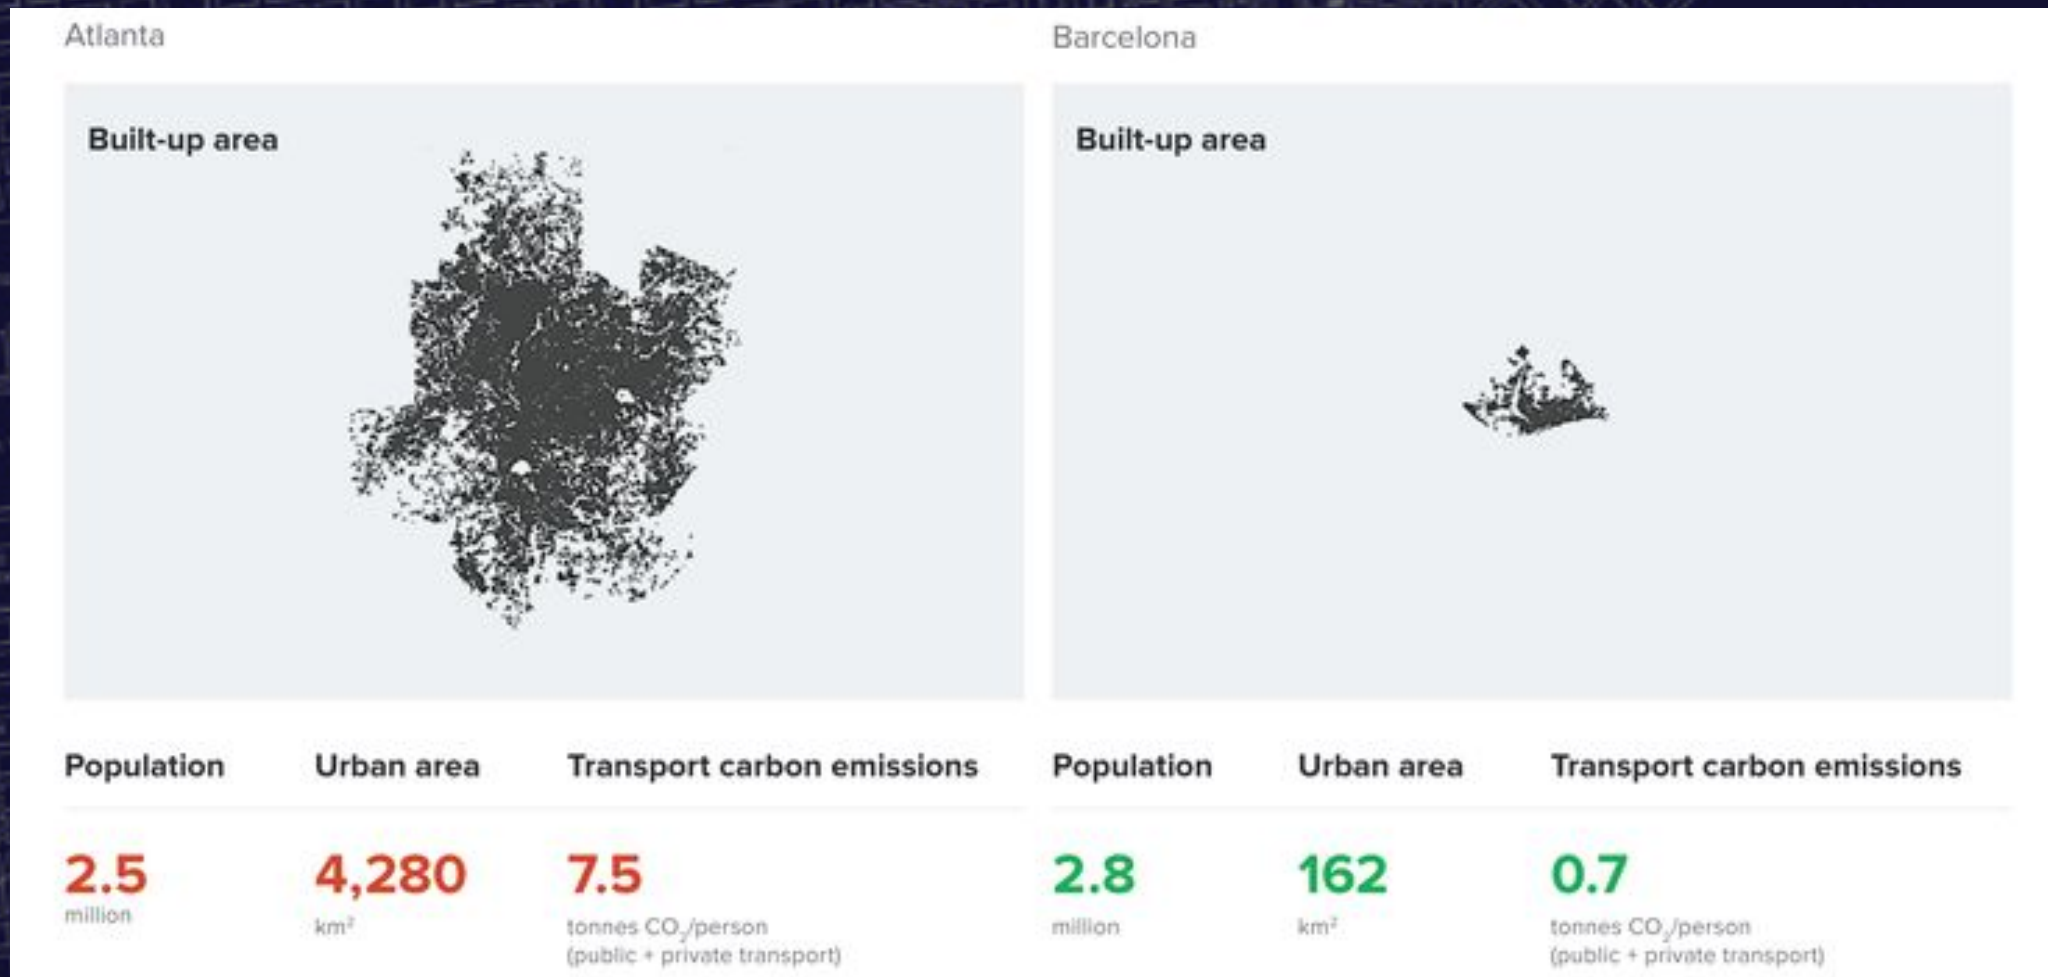 Atlanta
Built-up area
Population Urban area Transport carbon emissions
2.5 4,280 7.5
million km² tonnes CO₂/person
(public + private transport)
Barcelona
Built-up area
Population Urban area Transport carbon emissions
2.8 162 0.7
million km² tonnes CO₂/person
(public + private transport)